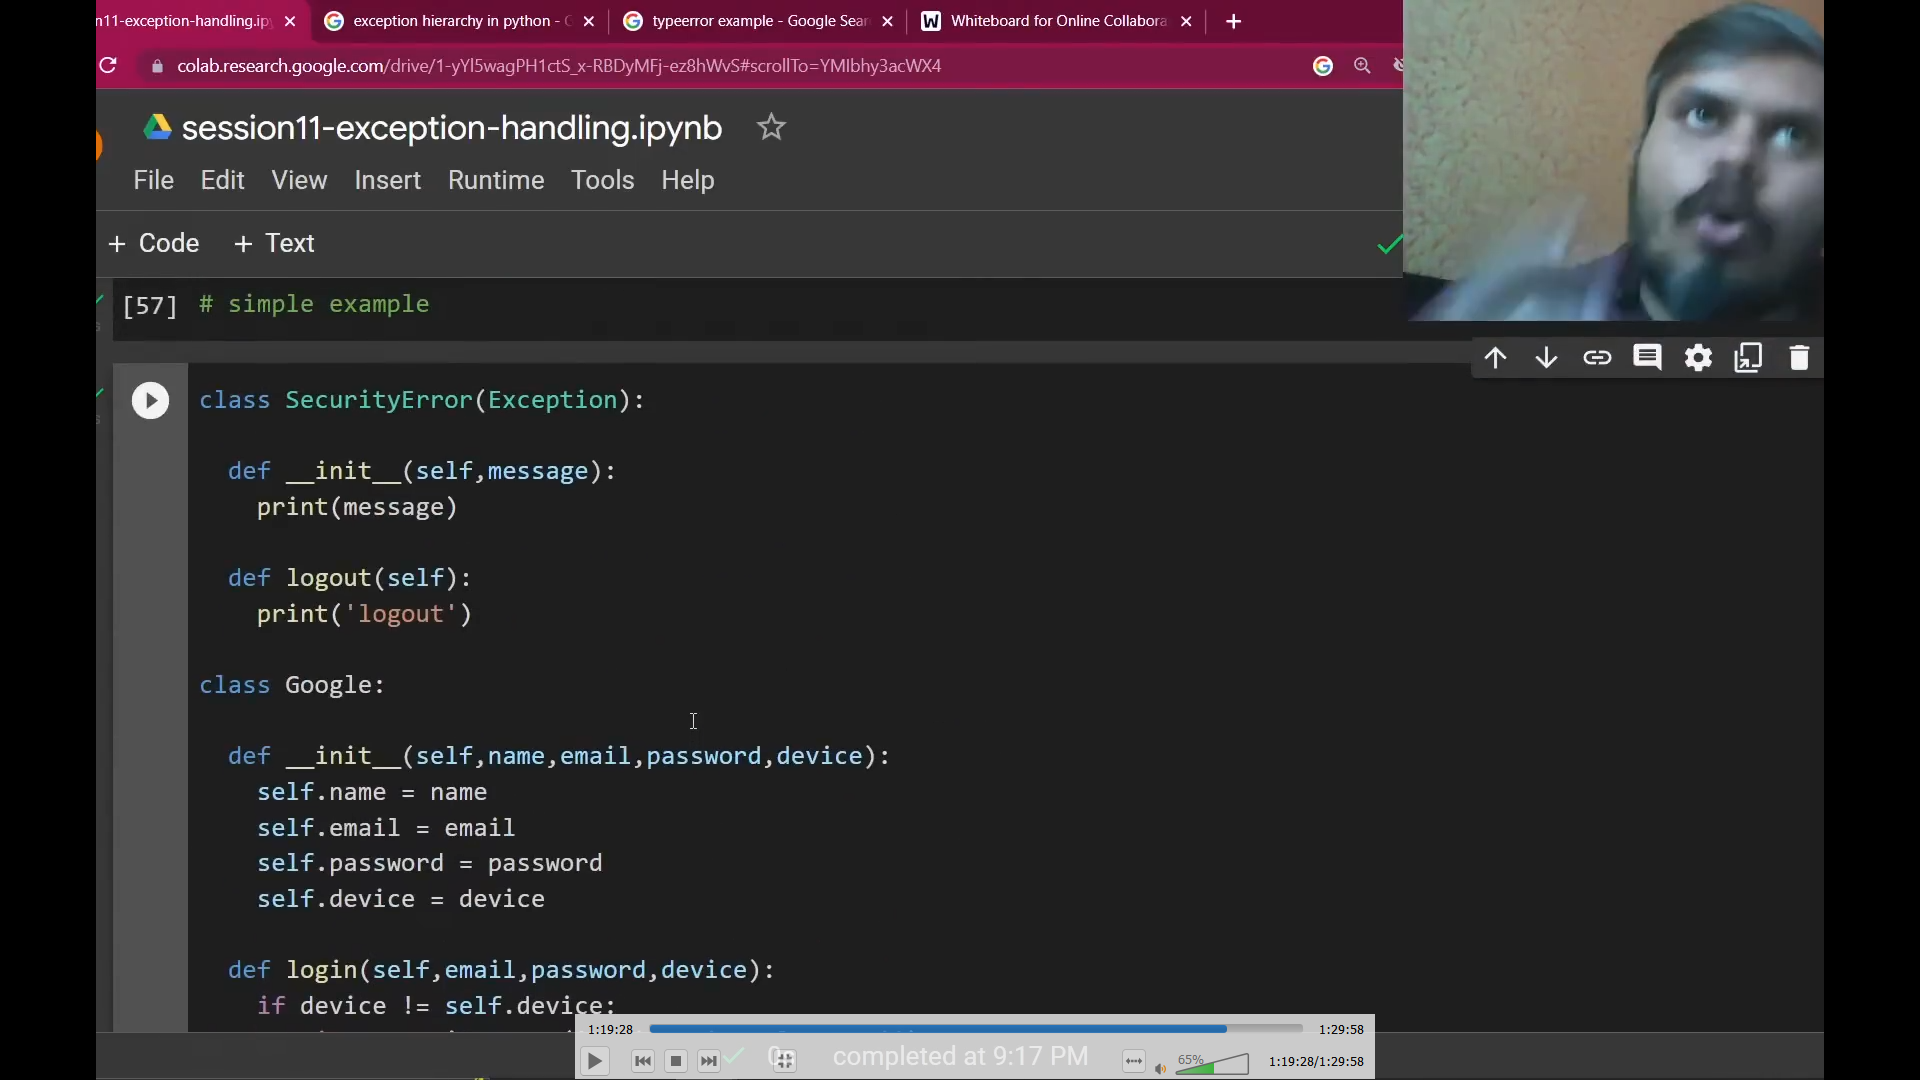 n11-exception-handling.ipy
exception hierarchy in python -
typeerror example - Google Sear
Whiteboard for Online Collabora
colab.research.google.com/drive/1-yYl5wagPH1ctS_x-RBDyMFj-ez8hWvS#scrollTo=YMIbhy3acWX4
session11-exception-handling.ipynb
File Edit View Insert Runtime Tools Help
+ Code + Text
[57] # simple example
class SecurityError(Exception):
def __init__(self,message):
print(message)
def logout(self):
print('logout')
class Google:
def __init__(self,name,email,password,device):
self.name = name
self.email = email
self.password = password
self.device = device
def login(self,email,password,device):
if device != self.device:
1:19:28 1:29:58
completed at 9:17 PM
65%
1:19:28/1:29:58